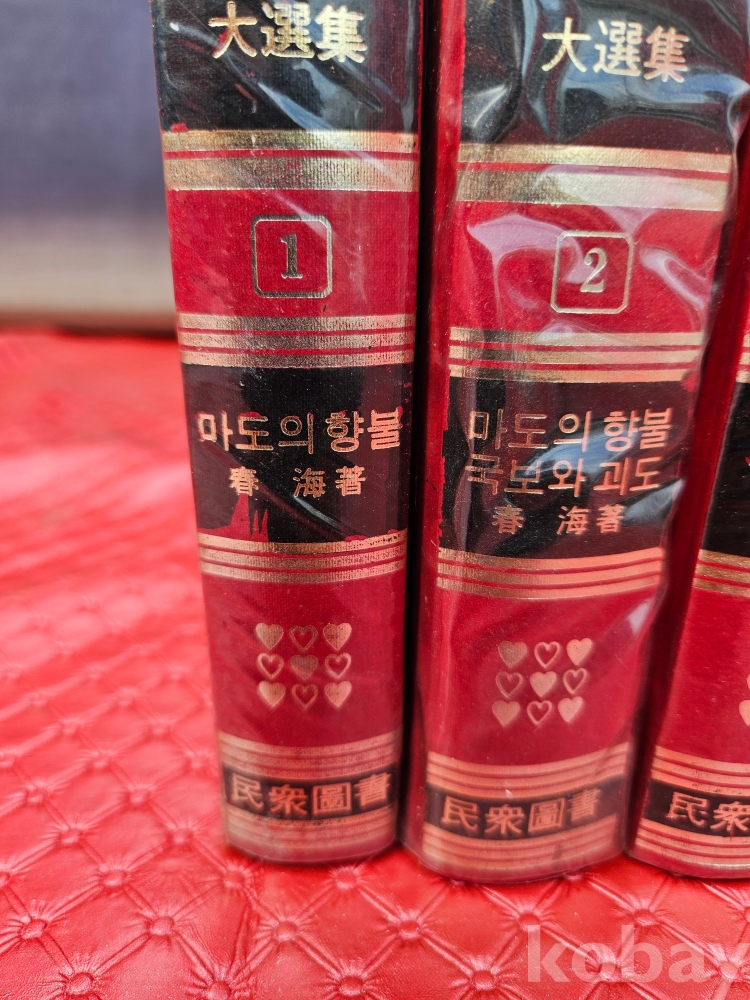 大選集
1
마도의 향불
春海著
民衆圖書
大選集
2
마도의 향불
국보와 괴도
春海著
民衆圖書
民衆
kobay